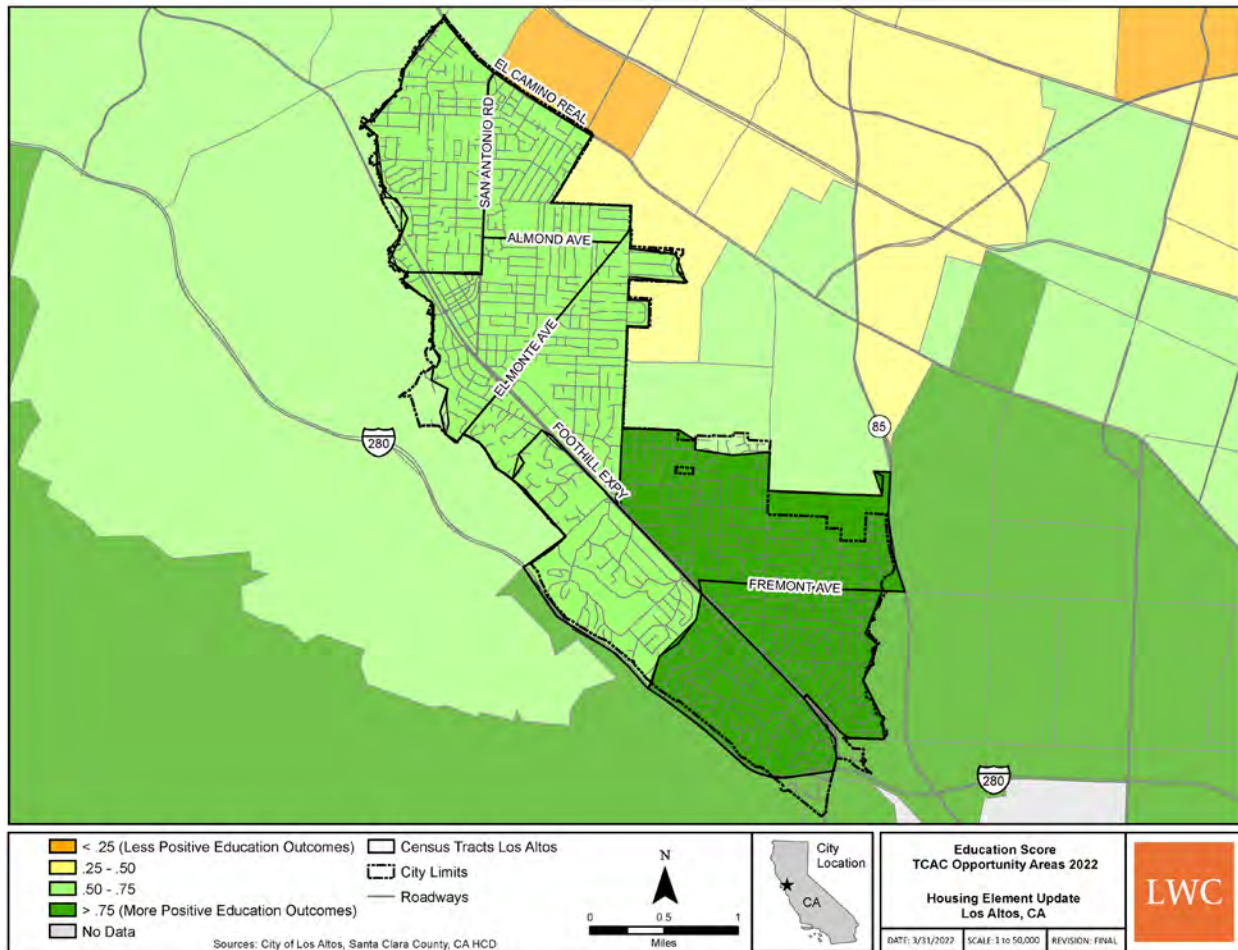 EL CAMINO REAL
SAN ANTONIO RD
ALMOND AVE
EL MONTE AVE
FOOTHILL EXPY
280
85
FREMONT AVE
280
< .25 (Less Positive Education Outcomes)
.25 - .50
.50 - .75
> .75 (More Positive Education Outcomes)
No Data
Census Tracts Los Altos
City Limits
Roadways
Sources: City of Los Altos, Santa Clara County, CA HCD
N
0 0.5 1
Miles
City
Location
CA
Education Score
TCAC Opportunity Areas 2022
Housing Element Update
Los Altos, CA
DATE: 3/31/2022 SCALE: 1 to 50,000 REVISION: FINAL
LWC